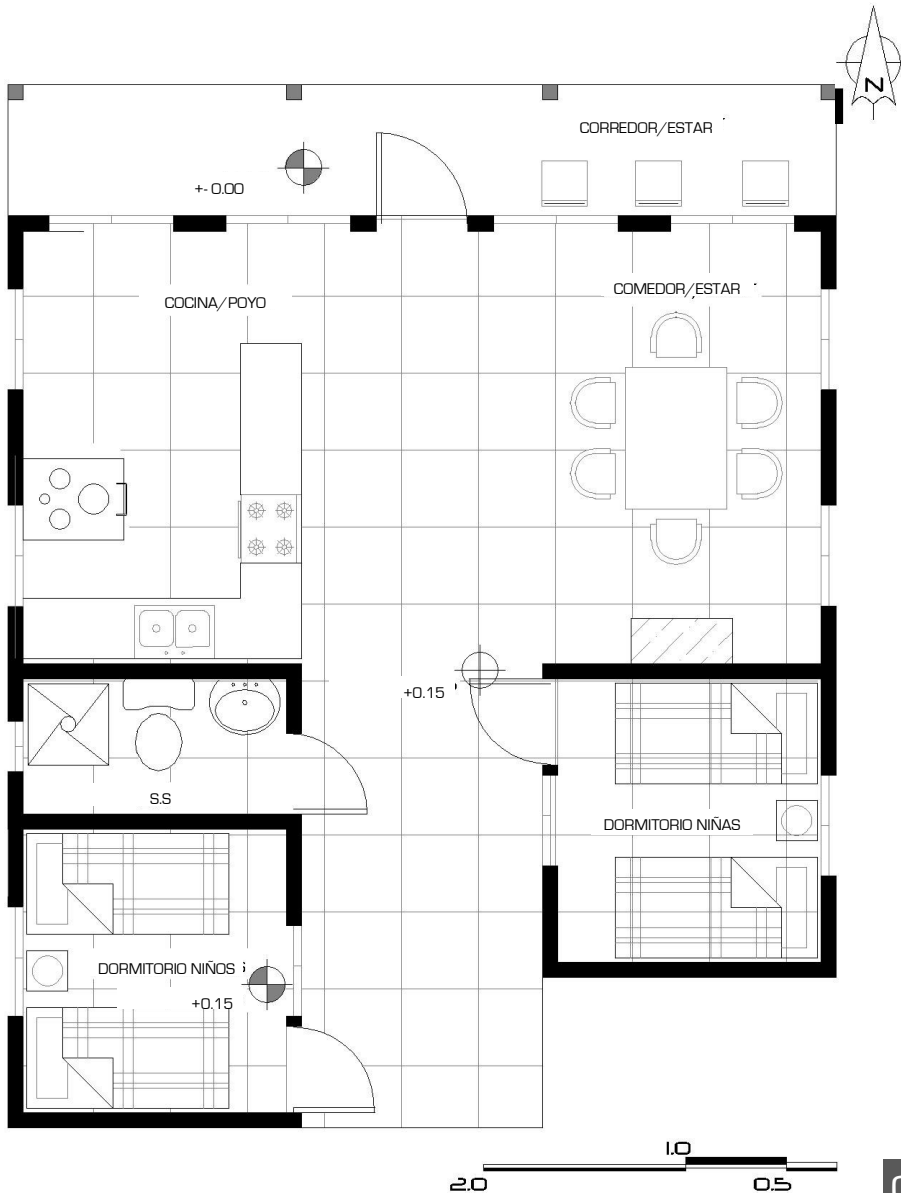 N
CORREDOR/ESTAR
+- 0.00
COCINA/POYO
COMEDOR/ESTAR
+0.15
S.S
DORMITORIO NIÑAS
DORMITORIO NIÑOS
+0.15
1.0
2.0
0.5